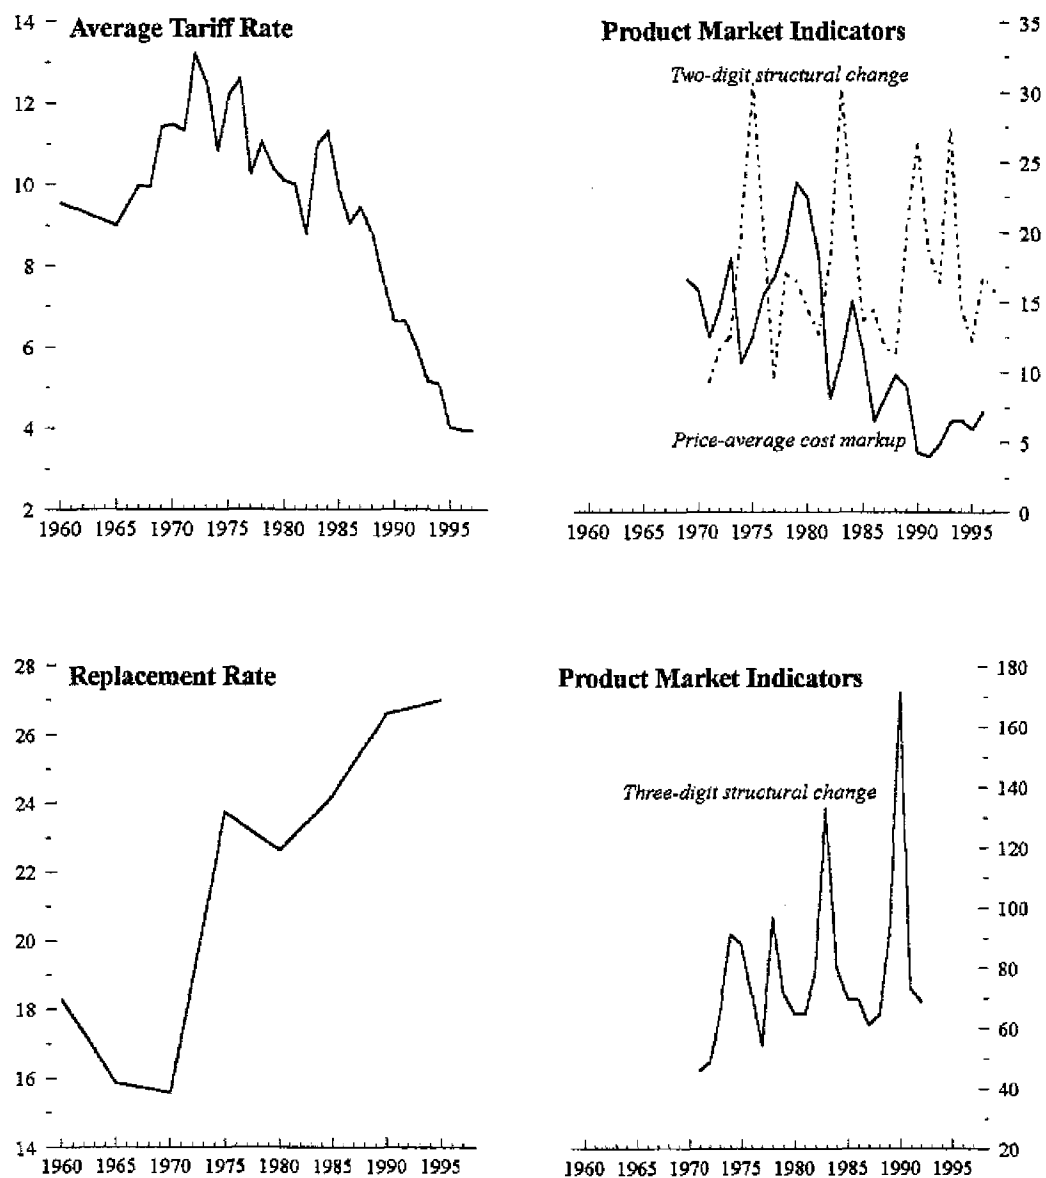 Average Tariff Rate
14
12
10
8
6
4
2
1960 1965 1970 1975 1980 1985 1990 1995
Product Market Indicators
Two-digit structural change
Price-average cost markup
35
30
25
20
15
10
5
0
1960 1965 1970 1975 1980 1985 1990 1995
Replacement Rate
28
26
24
22
20
18
16
14
1960 1965 1970 1975 1980 1985 1990 1995
Product Market Indicators
Three-digit structural change
180
160
140
120
100
80
60
40
20
1960 1965 1970 1975 1980 1985 1990 1995